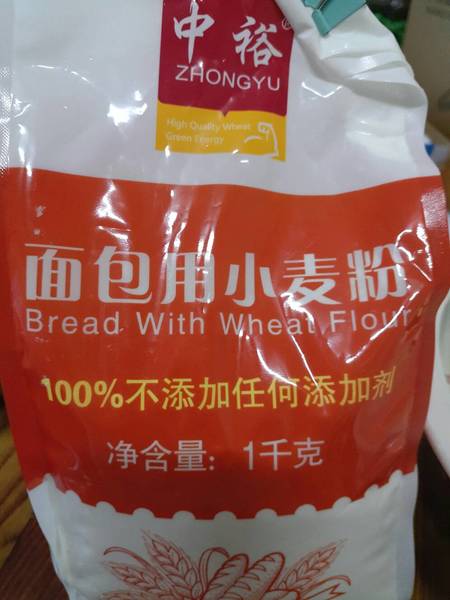 中裕
ZHONGYU
High Quality Wheat
Green Energy
面包用小麦粉
Bread With Wheat Flour
100%不添加任何添加剂
净含量：1千克